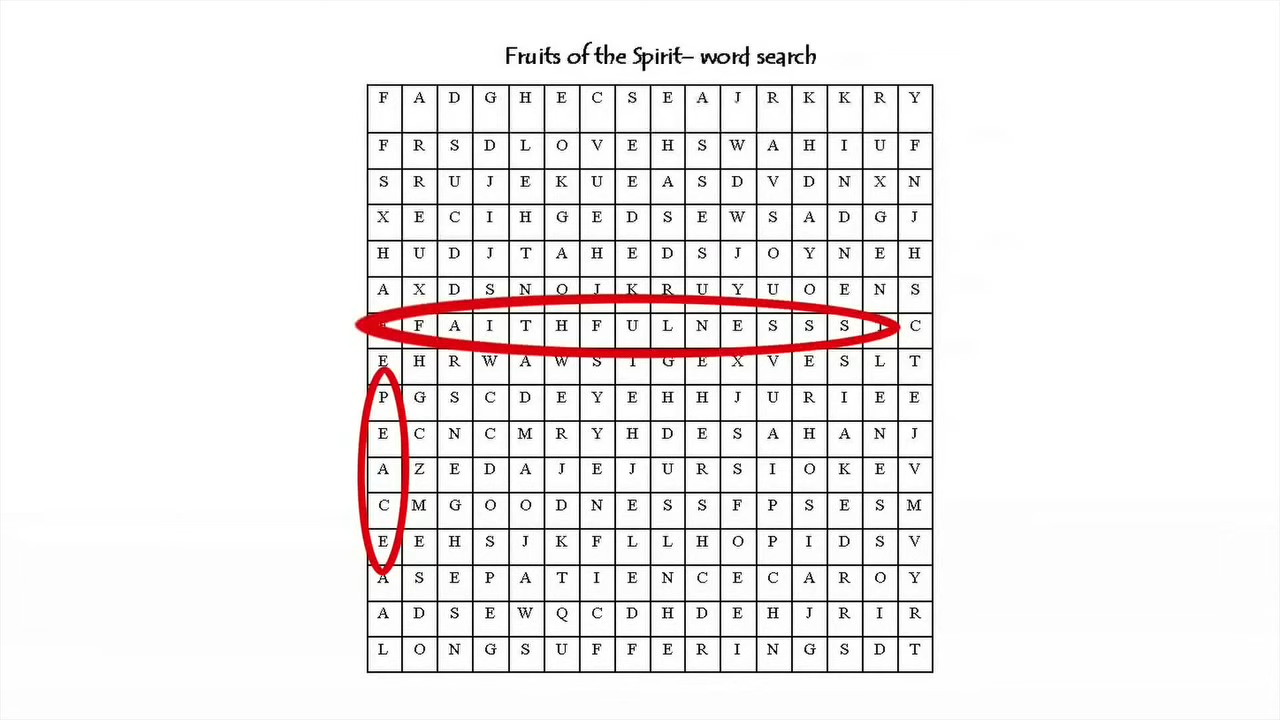 Fruits of the Spirit– word search
F A D G H E C S E A J R K K R Y
F R S D L O V E H S W A H I U F
S R U J E K U E A S D V D N X N
X E C I H G E D S E W S A D G J
H U D J T A H E D S J O Y N E H
A X D S N O J K R U Y U O E N S
F A I T H F U L N E S S S C
E H R W A W S I G E X V E S L T
P G S C D E Y E H H J U R I E E
E C N C M R Y H D E S A H A N J
A Z E D A J E J U R S I O K E V
C M G O O D N E S S F P S E S M
E E H S J K F L L H O P I D S V
A S E P A T I E N C E C A R O Y
A D S E W Q C D H D E H J R I R
L O N G S U F F E R I N G S D T